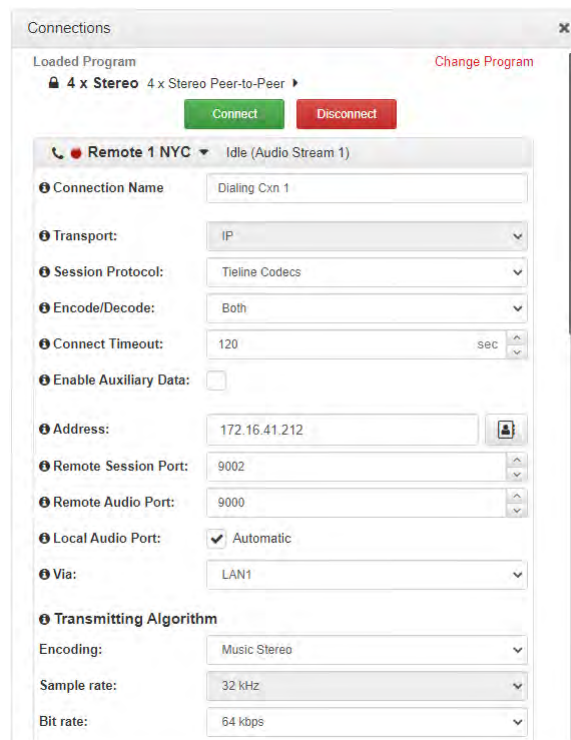 Connections
Loaded Program Change Program
4 x Stereo 4 x Stereo Peer-to-Peer
Connect Disconnect
Remote 1 NYC Idle (Audio Stream 1)
Connection Name Dialing Cxn 1
Transport: IP
Session Protocol: Tieline Codecs
Encode/Decode: Both
Connect Timeout: 120 sec
Enable Auxiliary Data:
Address: 172.16.41.212
Remote Session Port: 9002
Remote Audio Port: 9000
Local Audio Port: Automatic
Via: LAN1
Transmitting Algorithm
Encoding: Music Stereo
Sample rate: 32 kHz
Bit rate: 64 kbps